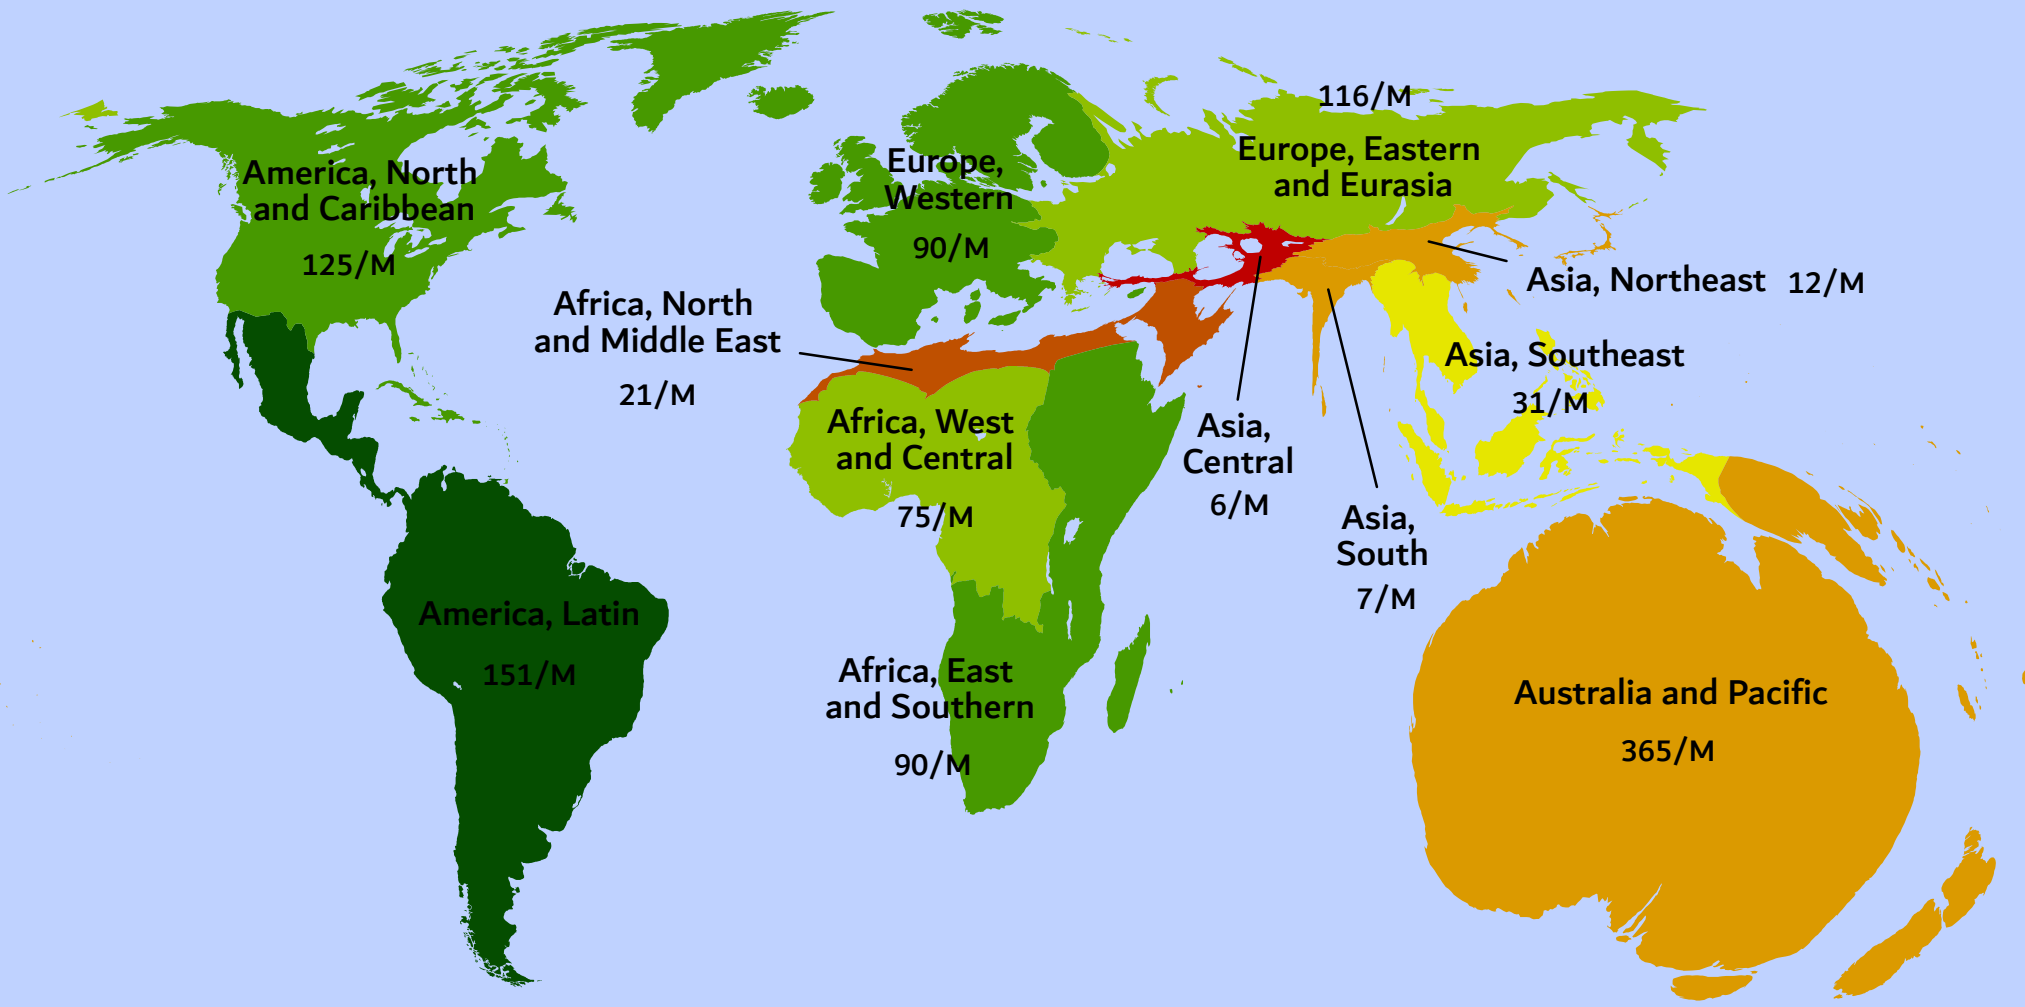 116/M
Europe, Eastern
and Eurasia
America, North
and Caribbean
125/M
Europe,
Western
90/M
Asia, Northeast 12/M
Africa, North
and Middle East
21/M
Asia, Southeast
31/M
Africa, West
and Central
75/M
Asia,
Central
6/M
Asia,
South
7/M
America, Latin
151/M
Africa, East
and Southern
90/M
Australia and Pacific
365/M